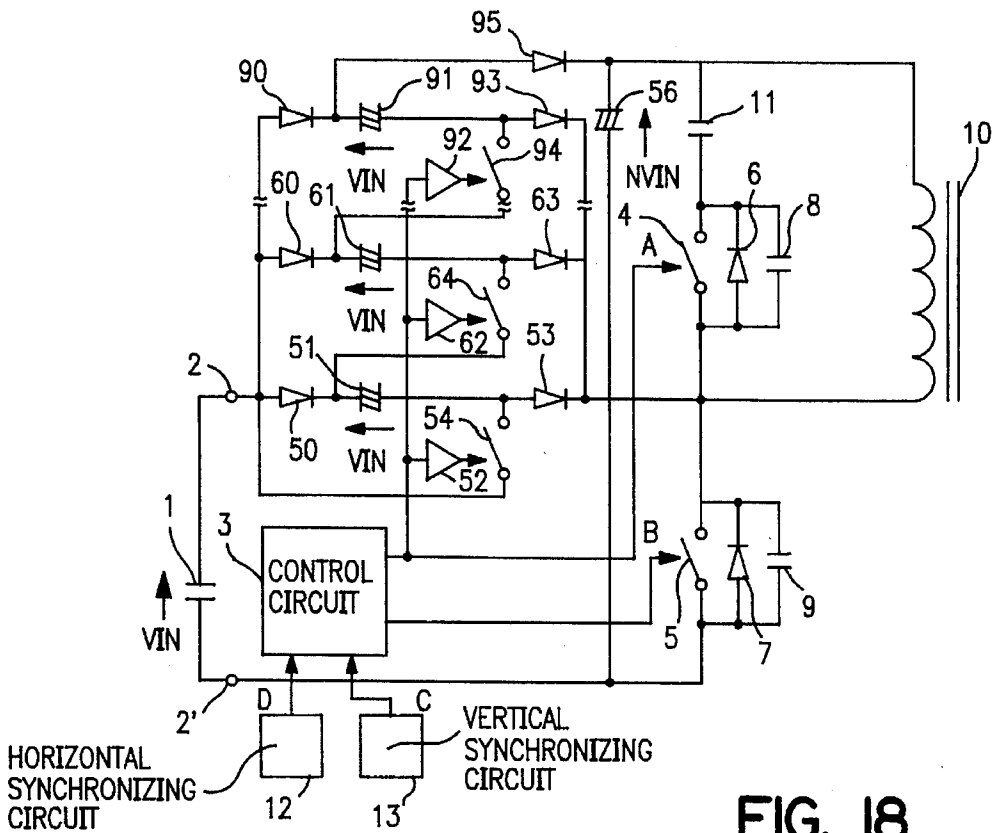 95
90
91
93
56
11
10
92
94
VIN
NVIN
6
60
61
63
4
8
A
64
VIN
62
53
2
51
54
50
VIN
52
1
3
B
CONTROL
CIRCUIT
VIN
5
7
9
2'
D
C
HORIZONTAL
SYNCHRONIZING
CIRCUIT
12
13
VERTICAL
SYNCHRONIZING
CIRCUIT
FIG. 18